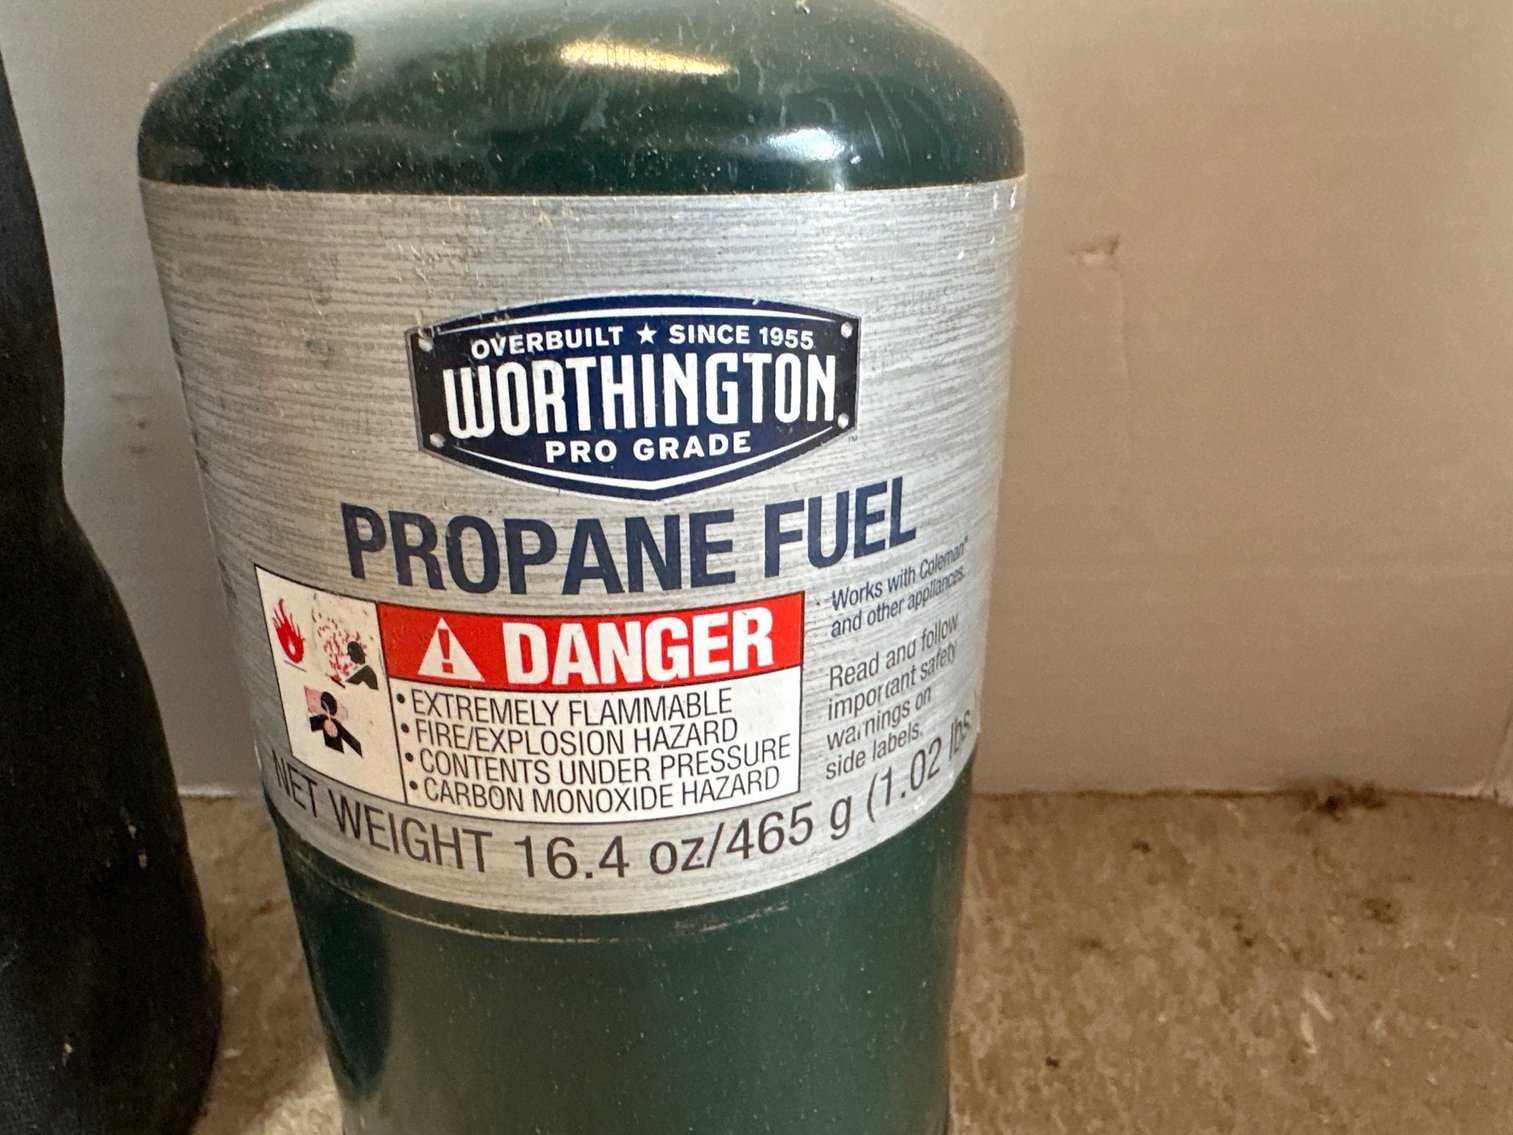 OVERBUILT ★ SINCE 1955
WORTHINGTON
PRO GRADE
™
PROPANE FUEL
Works with Coleman®
and other appliances.
⚠ DANGER
• EXTREMELY FLAMMABLE
• FIRE/EXPLOSION HAZARD
• CONTENTS UNDER PRESSURE
• CARBON MONOXIDE HAZARD
Read and follow
important safety
warnings on
side labels.
NET WEIGHT 16.4 oz/465 g (1.02 lbs